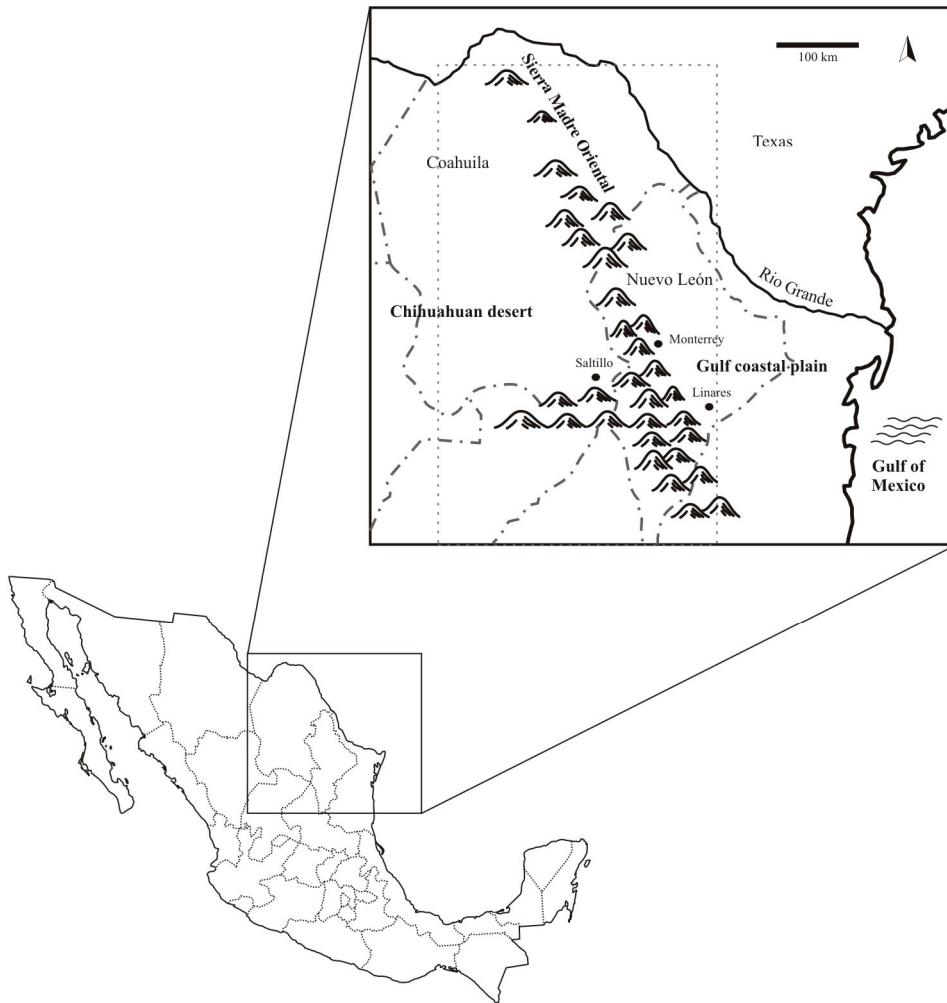 100 km
Sierra Madre Oriental
Texas
Coahuila
Nuevo León
Rio Grande
Chihuahuan desert
Monterrey
Saltillo
Gulf coastal plain
Linares
Gulf of
Mexico